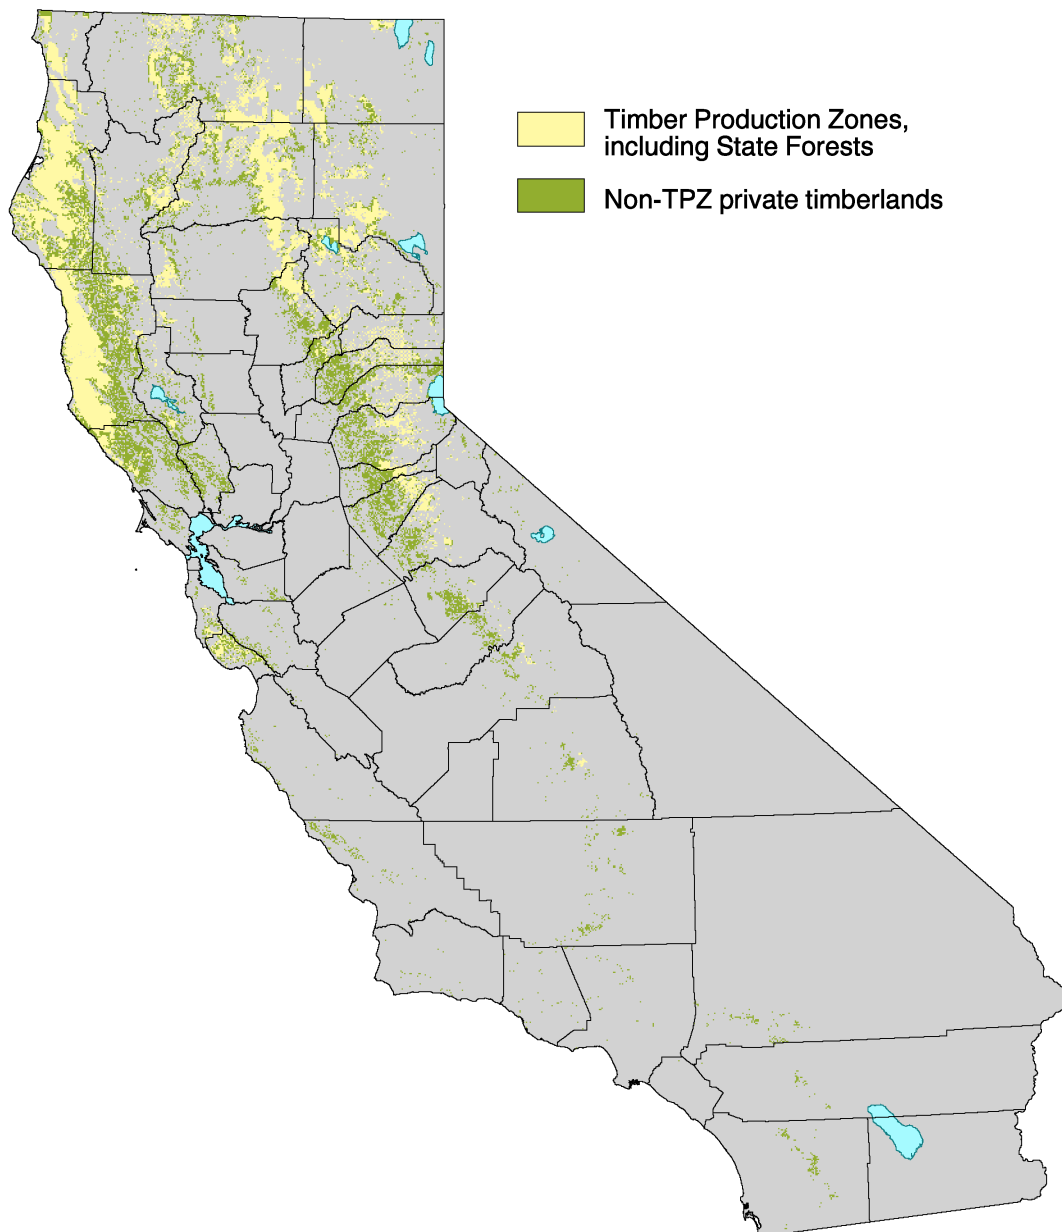 Timber Production Zones,
including State Forests
Non-TPZ private timberlands